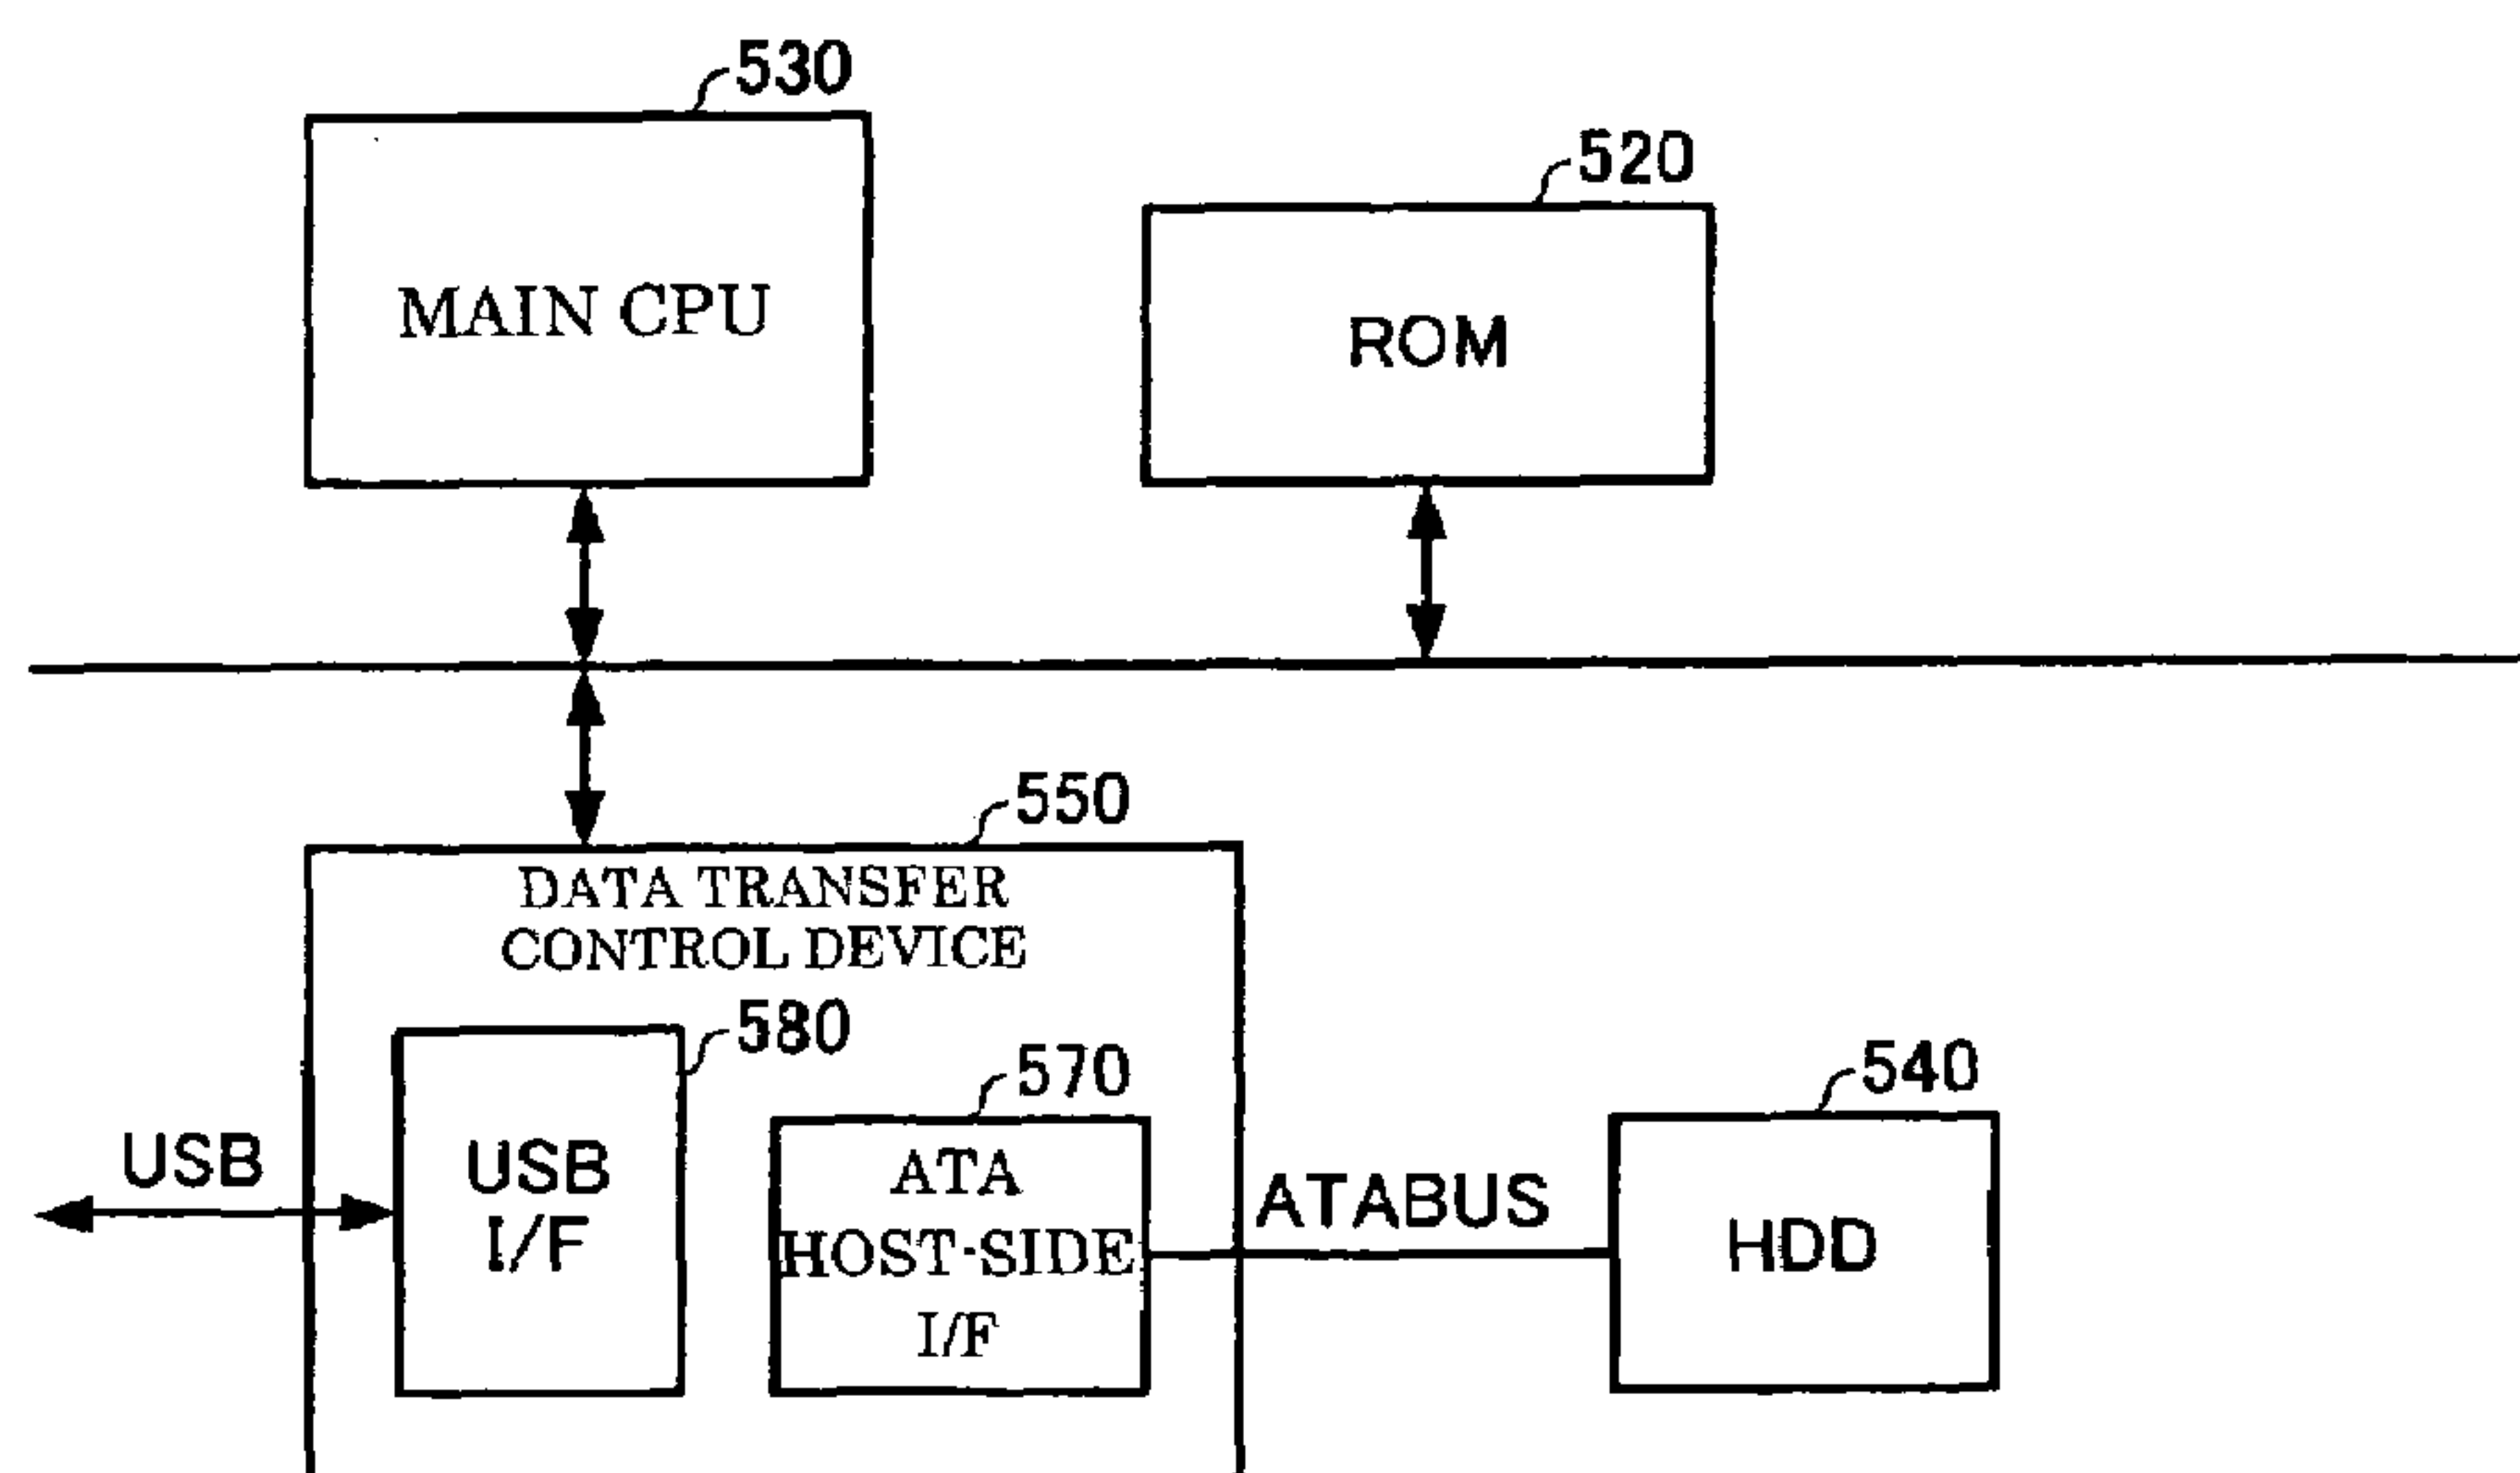 530
MAIN CPU
520
ROM
550
DATA TRANSFER
CONTROL DEVICE
580
USB
I/F
570
ATA
HOST-SIDE
I/F
USB
ATABUS
540
HDD